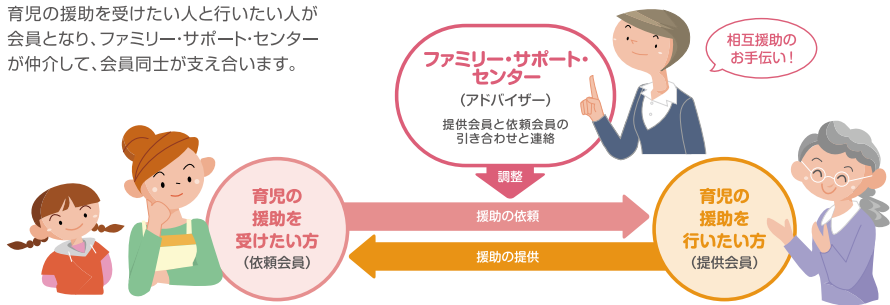 育児の援助を受けたい人と行いたい人が
会員となり、ファミリー・サポート・センター
が仲介して、会員同士が支え合います。
ファミリー・サポート・
センター
（アドバイザー）
提供会員と依頼会員の
引き合わせと連絡
相互援助の
お手伝い！
調整
育児の
援助を
受けたい方
（依頼会員）
援助の依頼
援助の提供
育児の
援助を
行いたい方
（提供会員）